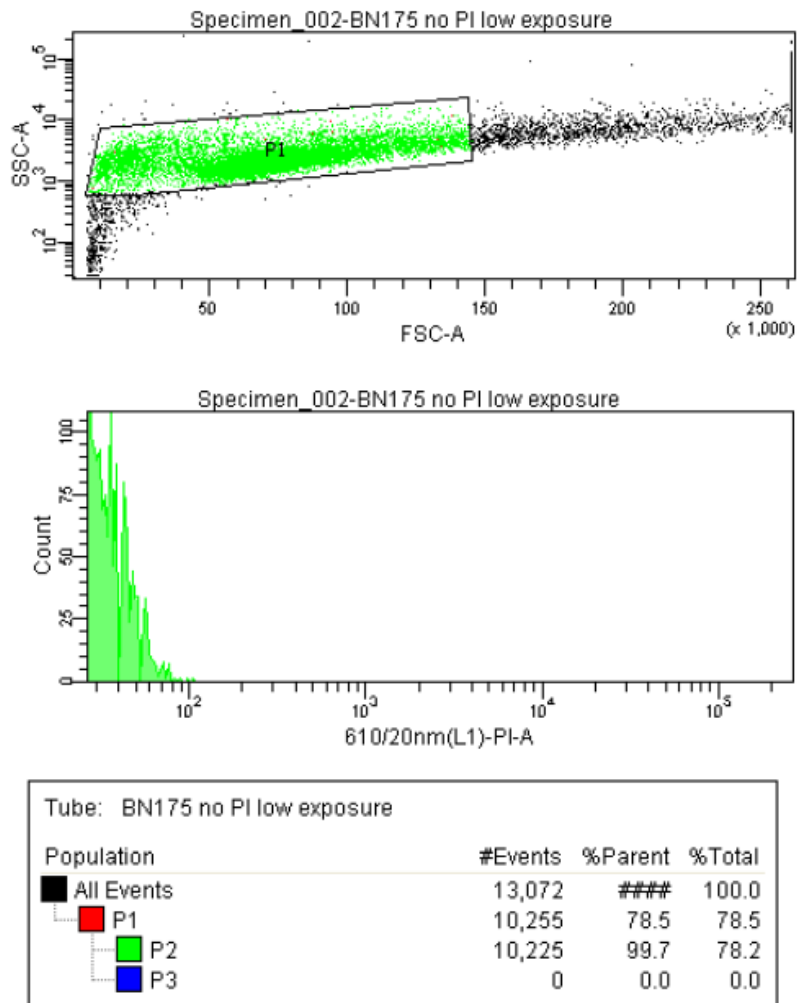 Specimen_002-BN175 no PI low exposure
SSC-A
10^5
10^4
10^3
10^2
P1
50 100 150 200 250
FSC-A
(x 1,000)
Specimen_002-BN175 no PI low exposure
Count
100
75
50
25
0
10^2 10^3 10^4 10^5
610/20nm(L1)-PI-A
Tube: BN175 no PI low exposure
Population #Events %Parent %Total
All Events 13,072 #### 100.0
P1 10,255 78.5 78.5
P2 10,225 99.7 78.2
P3 0 0.0 0.0